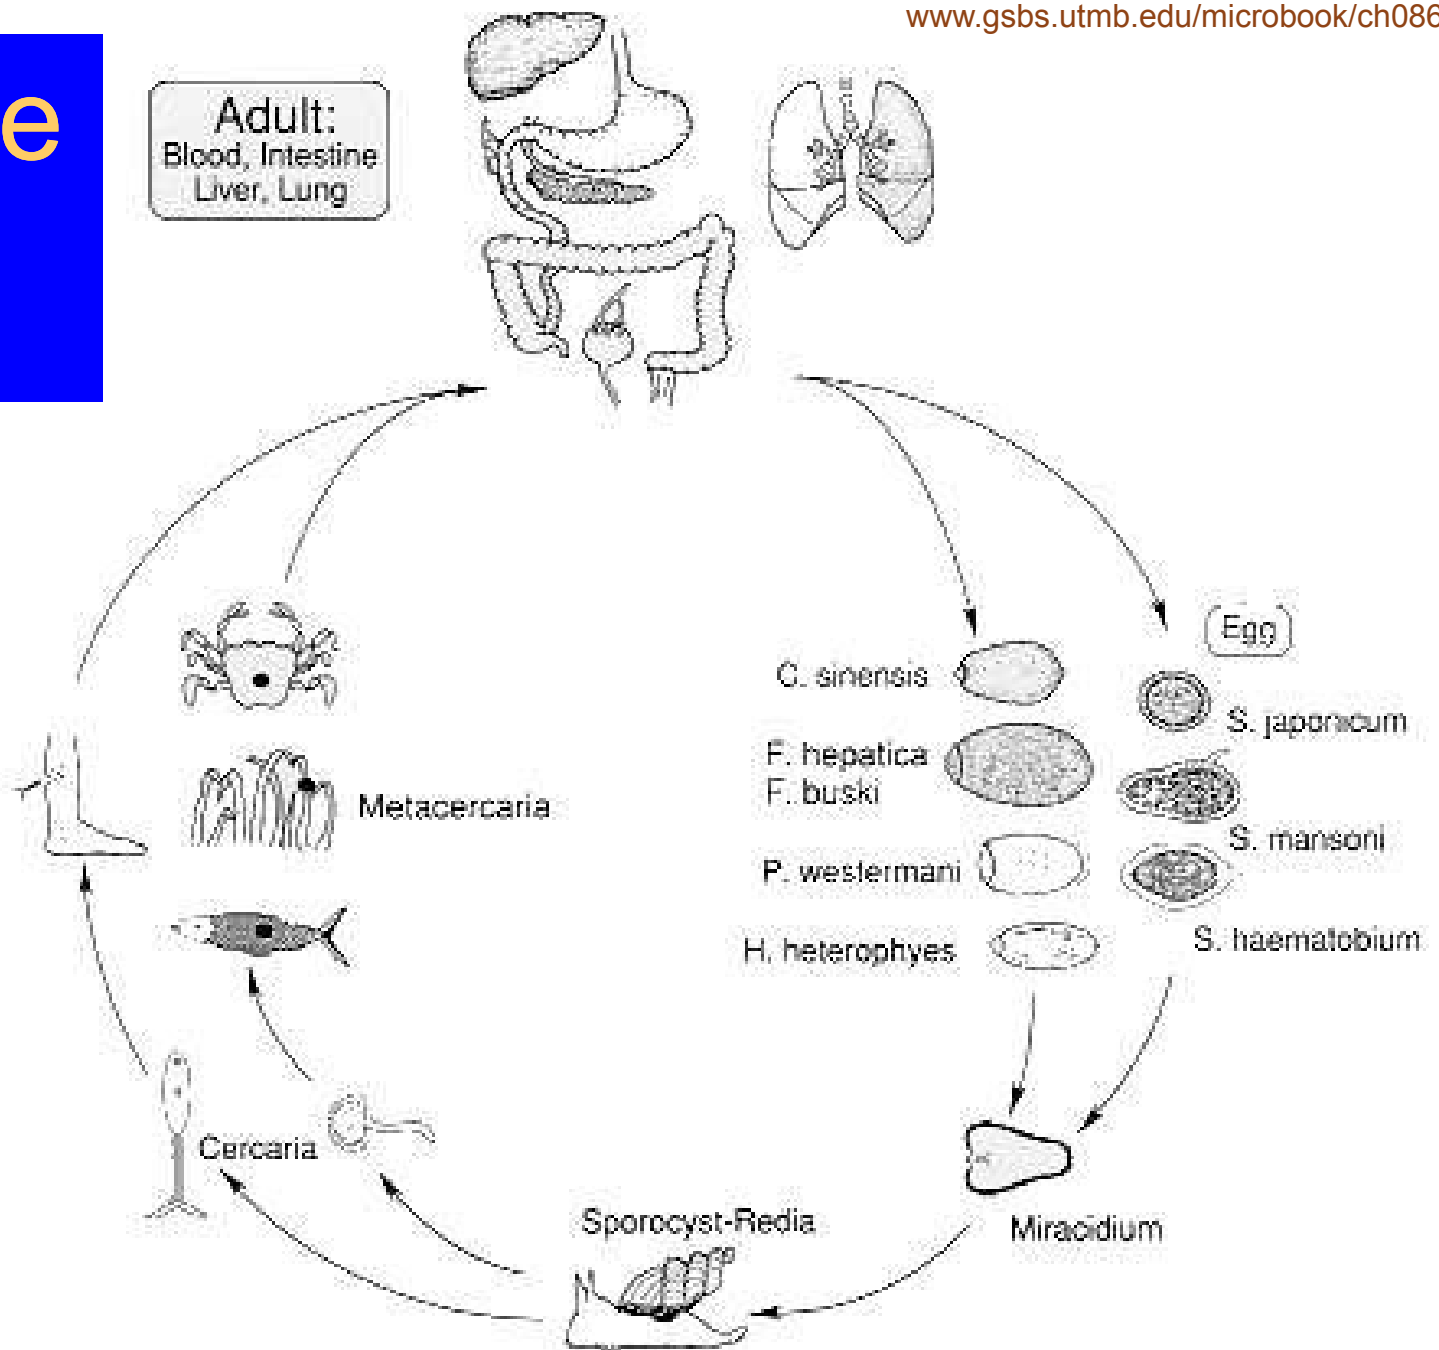 www.gsbs.utmb.edu/microbook/ch086
e
Adult:
Blood, Intestine
Liver, Lung
Egg
C. sinensis
S. japonicum
F. hepatica
F. buski
Metacercaria
S. mansoni
P. westermani
S. haematobium
H. heterophyes
Cercaria
Sporocyst-Redia
Miracidium